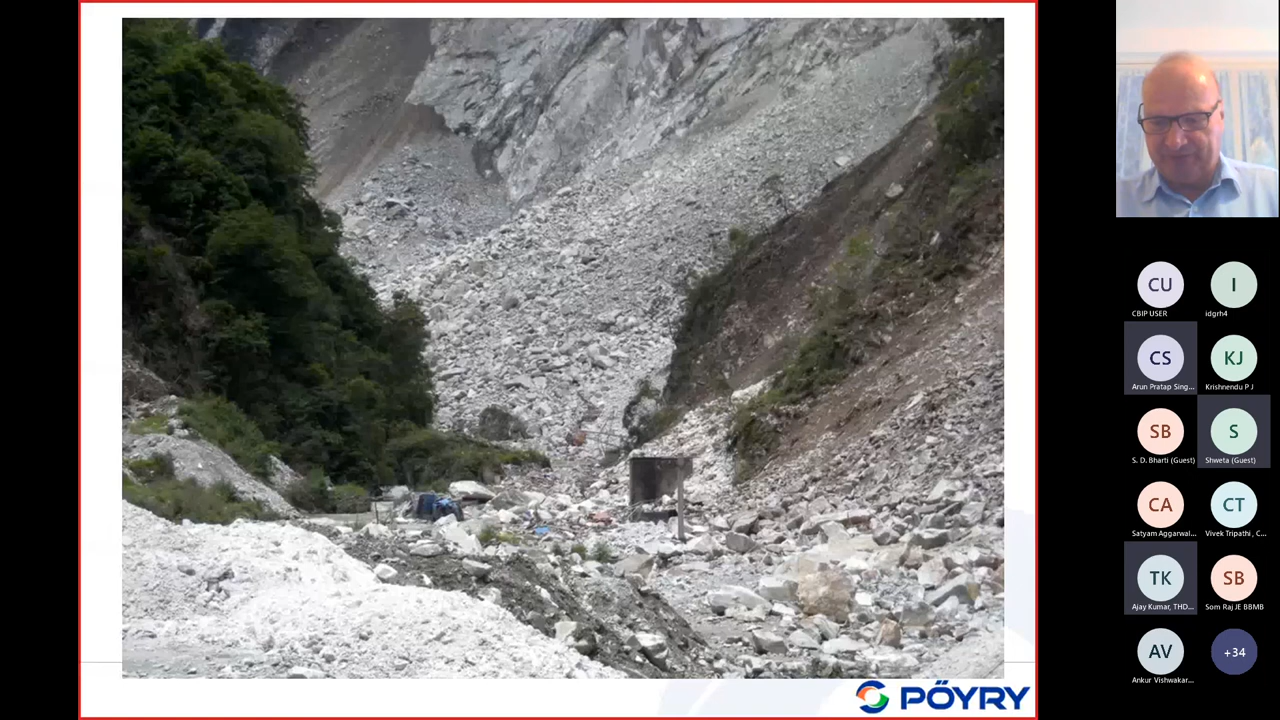 PÖYRY
CU
CBIP USER
I
idgrh4
CS
Arun Pratap Sing...
KJ
Krishnendu P J
SB
S. D. Bharti (Guest)
S
Shweta (Guest)
CA
Satyam Aggarwal...
CT
Vivek Tripathi , C...
TK
Ajay Kumar, THD...
SB
Som Raj JE BBMB
AV
Ankur Vishwakar...
+34